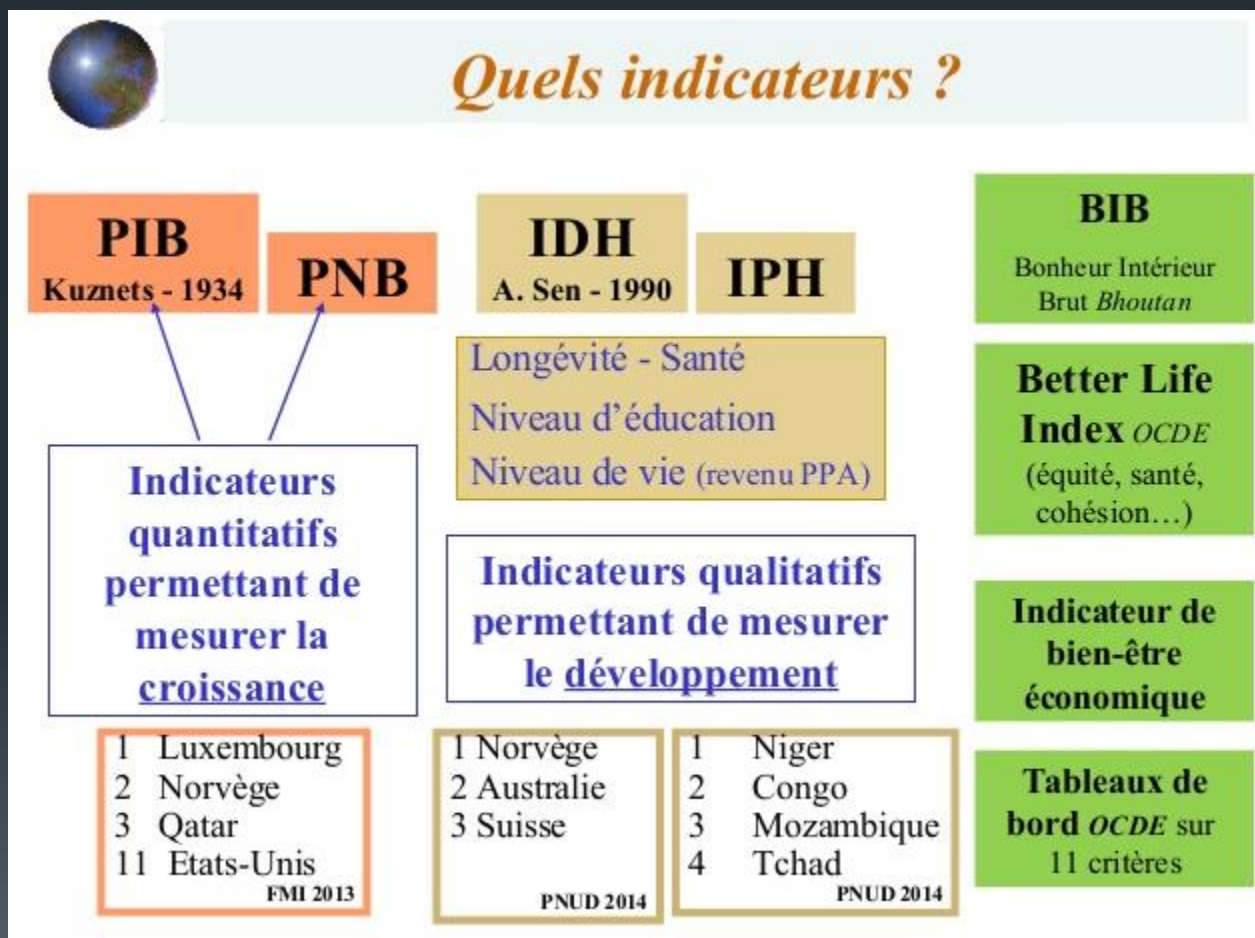 Quels indicateurs ?
PIB
Kuznets - 1934
PNB
IDH
A. Sen - 1990
IPH
Longévité - Santé
Niveau d'éducation
Niveau de vie (revenu PPA)
Indicateurs
quantitatifs
permettant de
mesurer la
croissance
Indicateurs qualitatifs
permettant de mesurer
le développement
1 Luxembourg
2 Norvège
3 Qatar
11 Etats-Unis
FMI 2013
1 Norvège
2 Australie
3 Suisse
PNUD 2014
1 Niger
2 Congo
3 Mozambique
4 Tchad
PNUD 2014
BIB
Bonheur Intérieur
Brut Bhoutan
Better Life
Index OCDE
(équité, santé,
cohésion…)
Indicateur de
bien-être
économique
Tableaux de
bord OCDE sur
11 critères